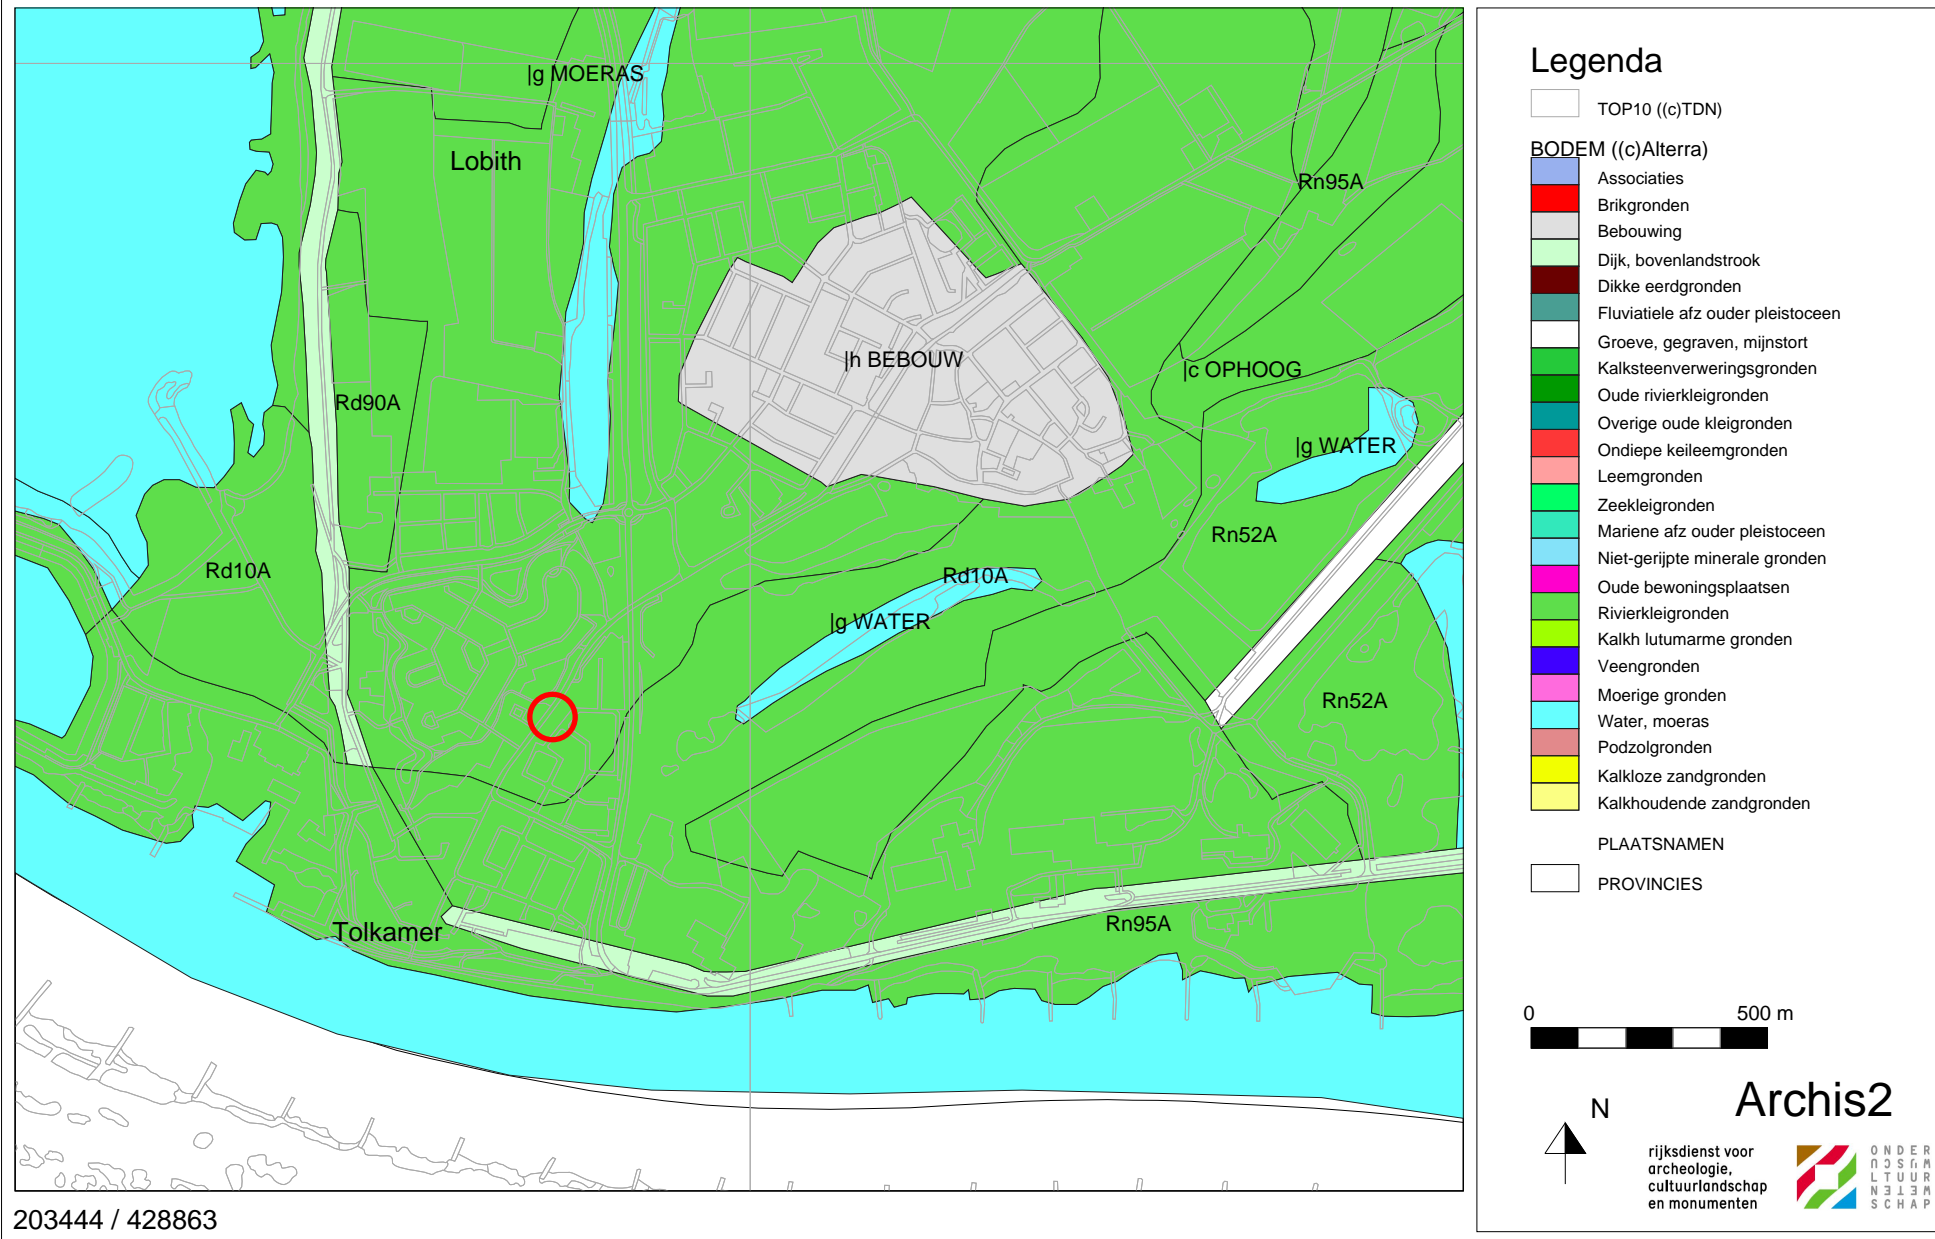 |g MOERAS
Lobith
Rn95A
|h BEBOUW
|c OPHOOG
Rd90A
|g WATER
Rn52A
Rd10A
Rd10A
|g WATER
Rn52A
Rn95A
Tolkamer
203444 / 428863
Legenda
TOP10 ((c)TDN)
BODEM ((c)Alterra)
Associaties
Brikgronden
Bebouwing
Dijk, bovenlandstrook
Dikke eerdgronden
Fluviatiele afz ouder pleistoceen
Groeve, gegraven, mijnstort
Kalksteenverweringsgronden
Oude rivierkleigronden
Overige oude kleigronden
Ondiepe keileemgronden
Leemgronden
Zeekleigronden
Mariene afz ouder pleistoceen
Niet-gerijpte minerale gronden
Oude bewoningsplaatsen
Rivierkleigronden
Kalkh lutumarme gronden
Veengronden
Moerige gronden
Water, moeras
Podzolgronden
Kalkloze zandgronden
Kalkhoudende zandgronden
PLAATSNAMEN
PROVINCIES
0 500 m
N
Archis2
rijksdienst voor
archeologie,
cultuurlandschap
en monumenten
ONDER
SCHAP